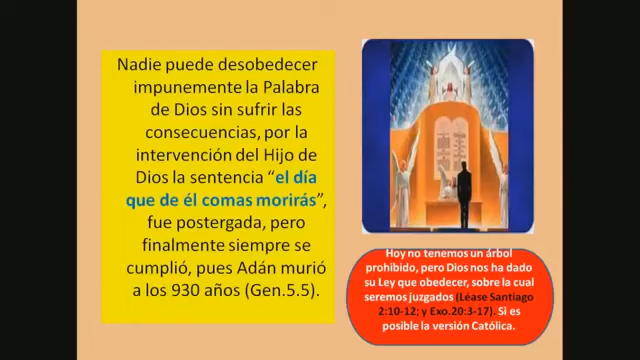 Nadie puede desobedecer
impunemente la Palabra
de Dios sin sufrir las
consecuencias, por la
intervención del Hijo de
Dios la sentencia “el día
que de él comas morirás”,
fue postergada, pero
finalmente siempre se
cumplió, pues Adán murió
a los 930 años (Gen.5.5).
Hoy no tenemos un árbol
prohibido, pero Dios nos ha dado
su Ley que obedecer, sobre la cual
seremos juzgados (Léase Santiago
2:10-12; y Exo.20:3-17). Si es
posible la versión Católica.